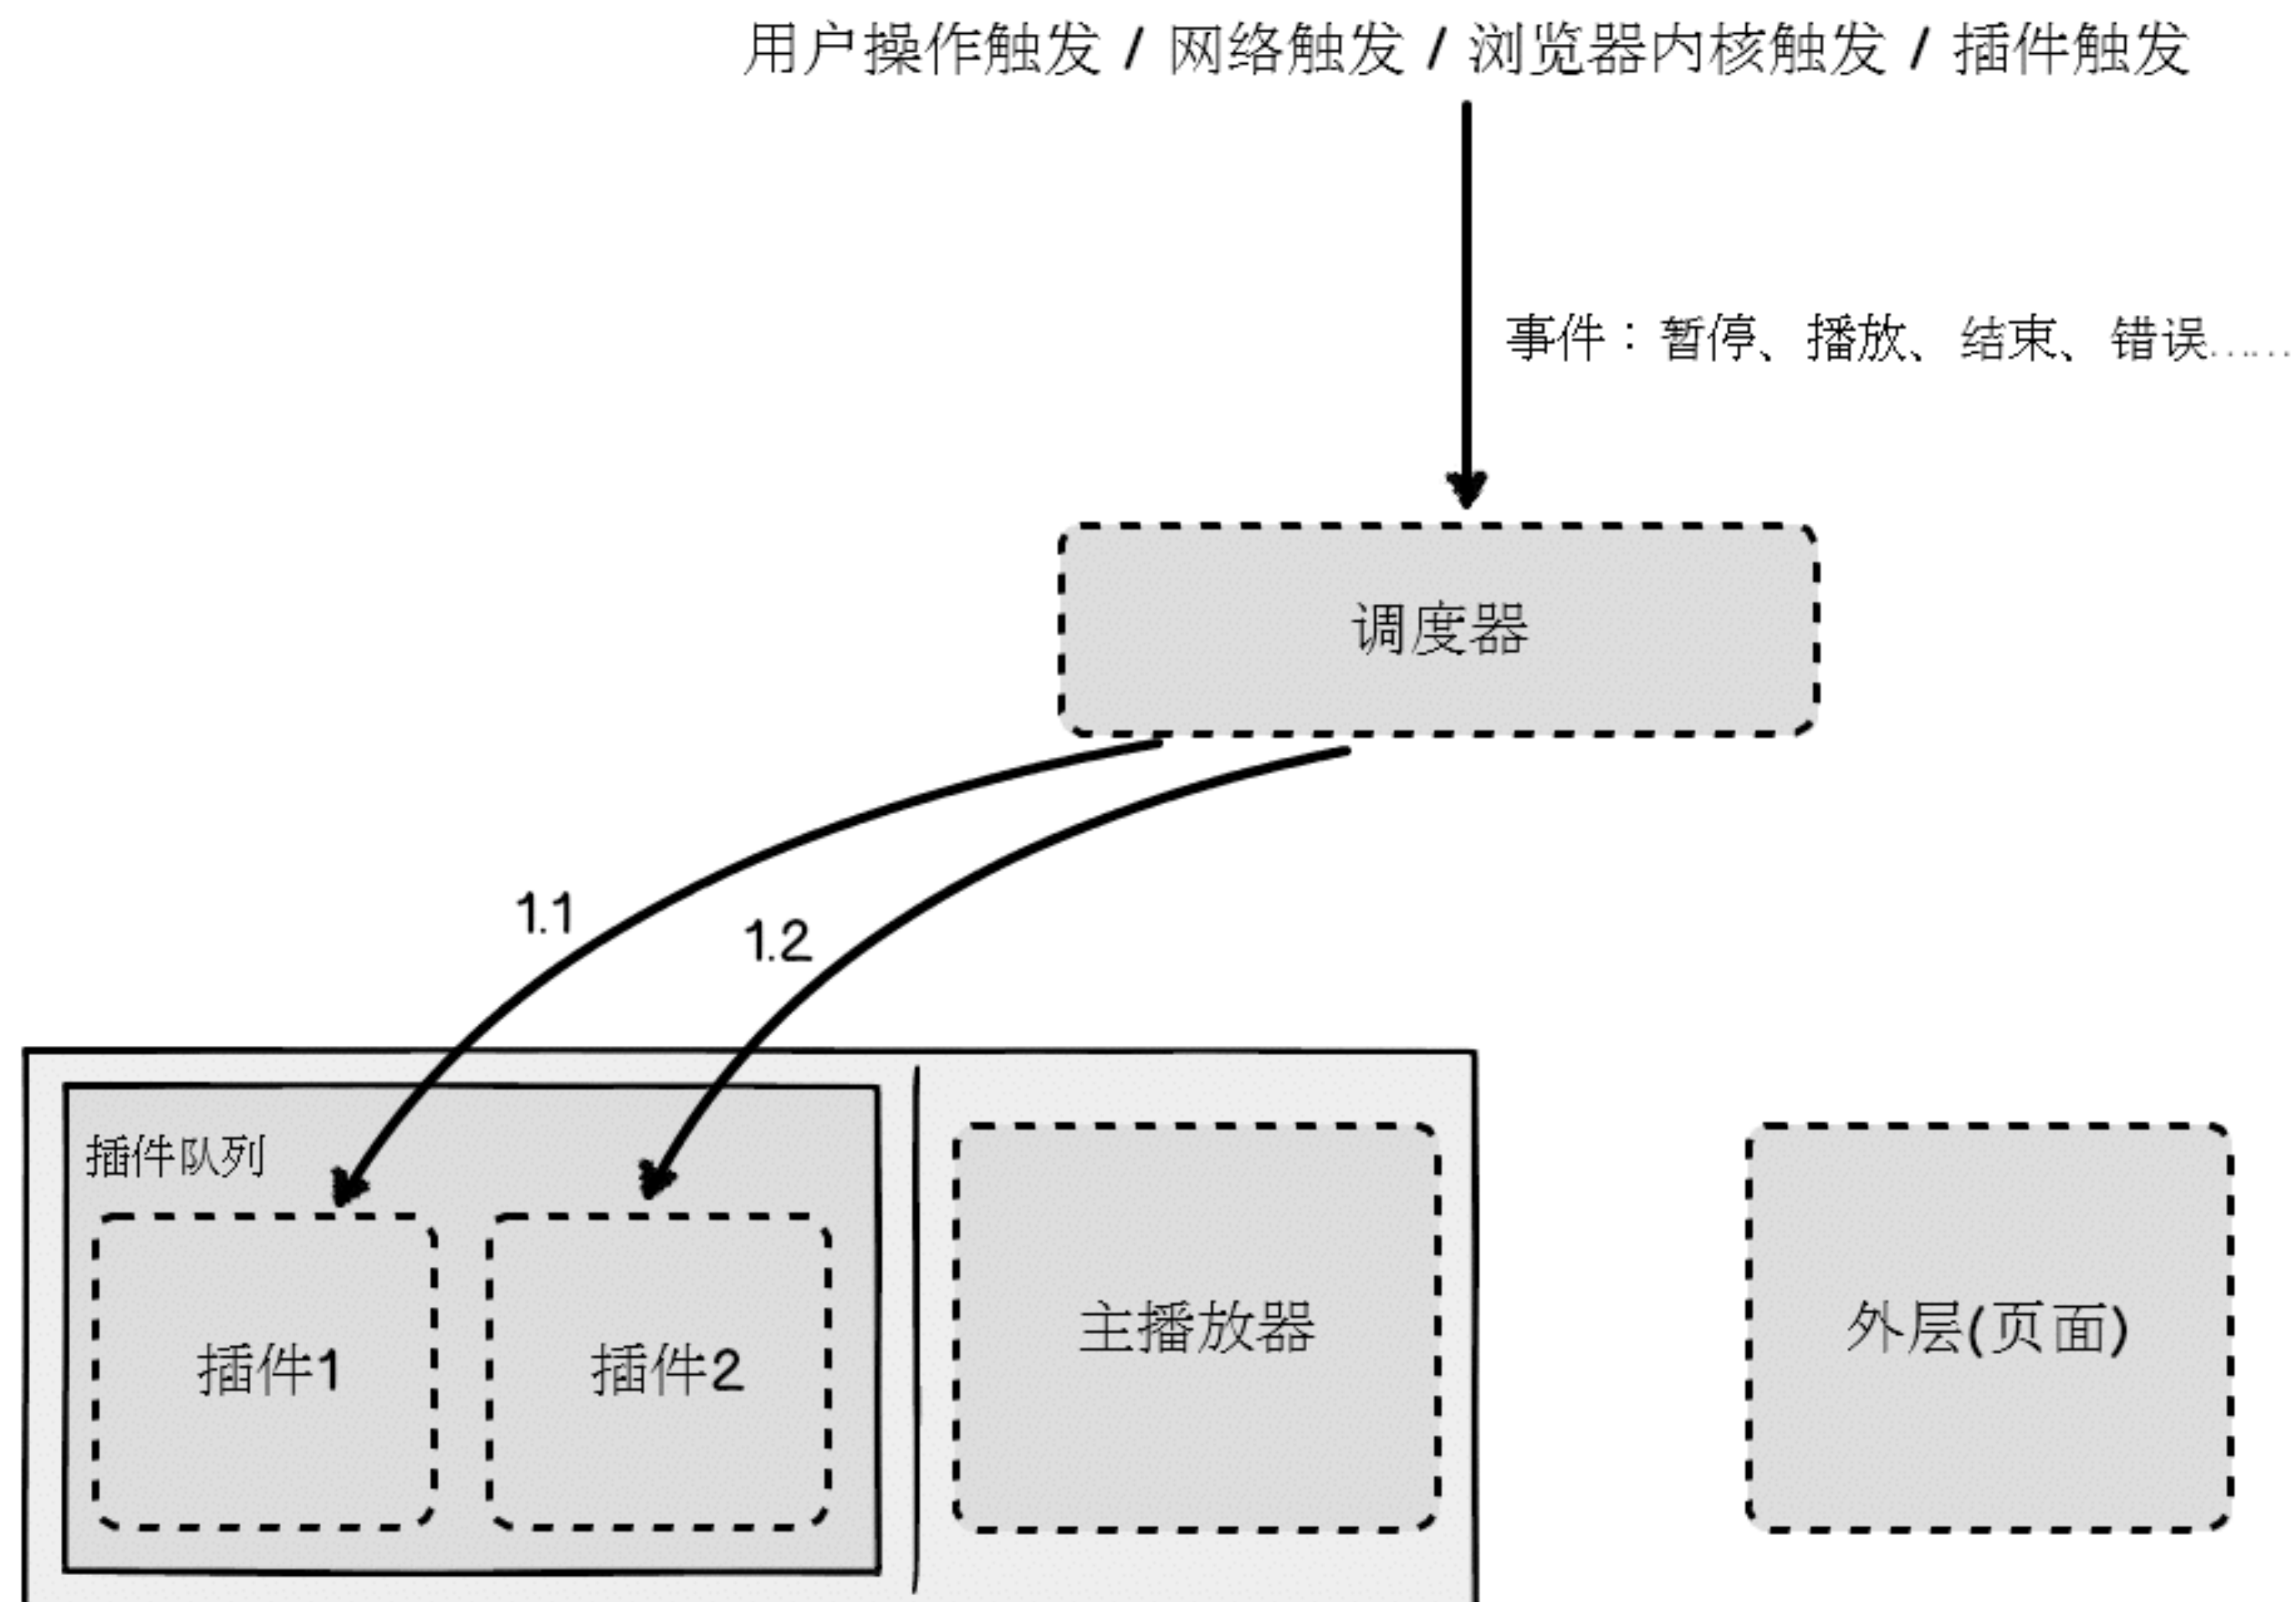 用户操作触发 / 网络触发 / 浏览器内核触发 / 插件触发
事件：暂停、播放、结束、错误……
调度器
1.1
1.2
插件队列
插件1
插件2
主播放器
外层(页面)